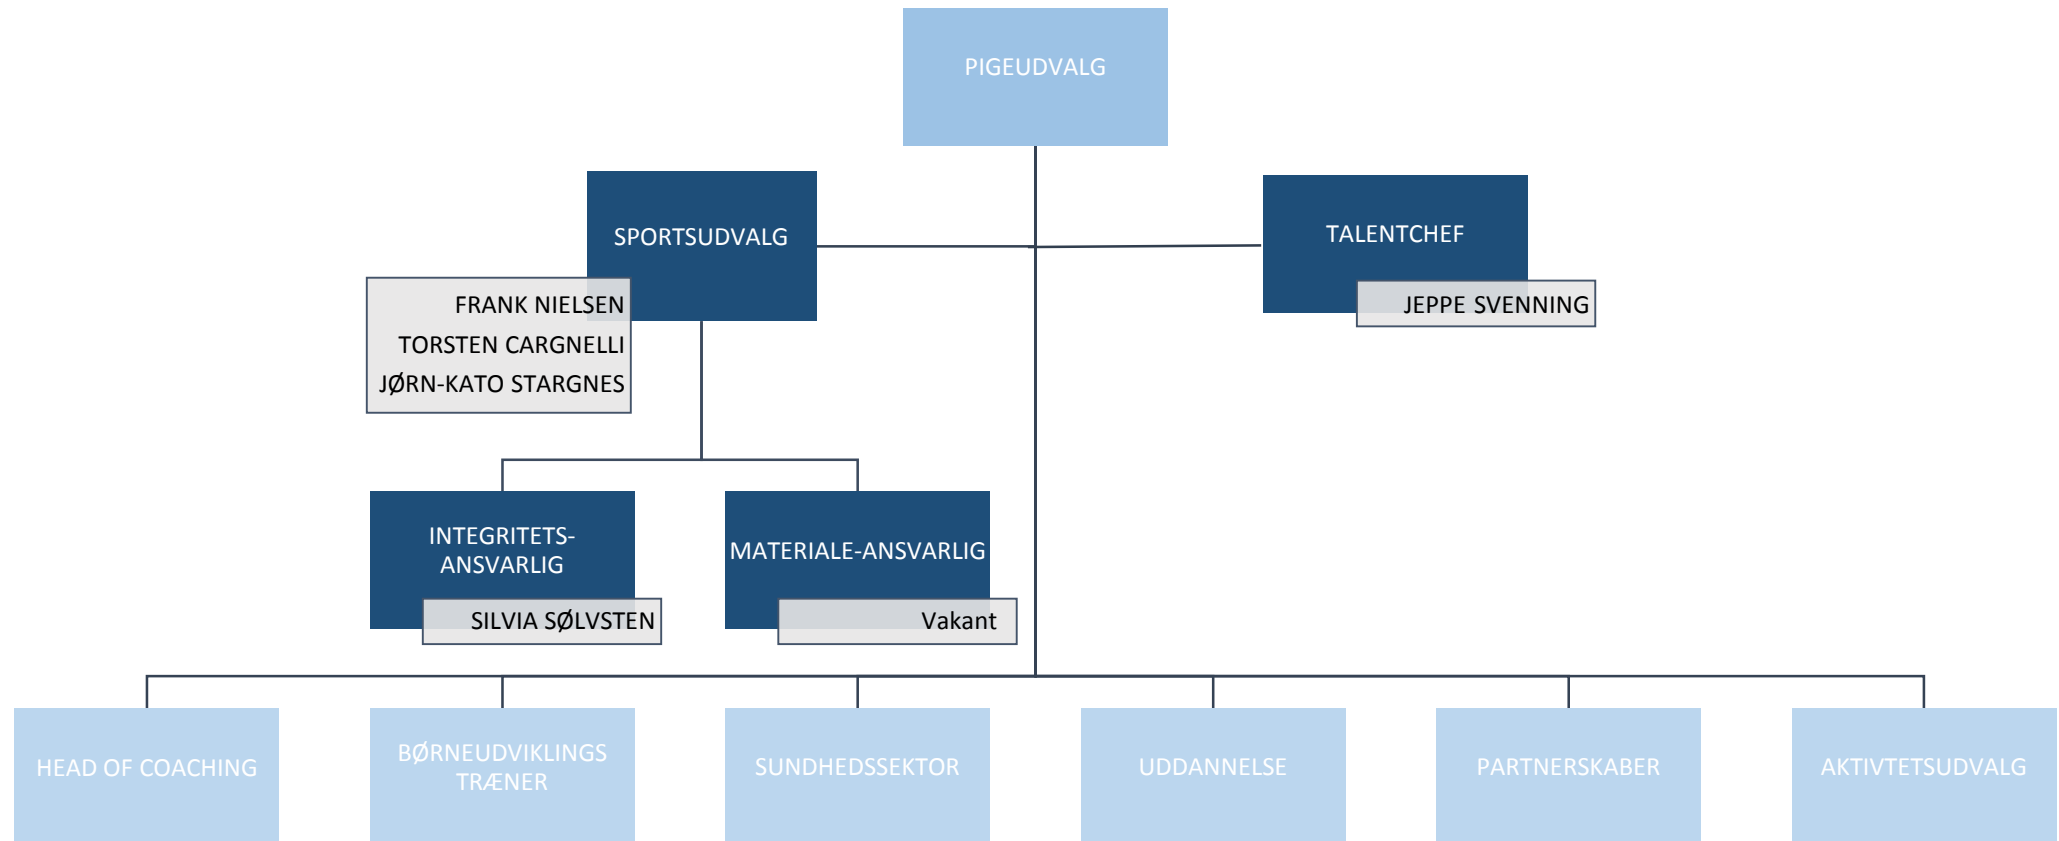 PIGEUDVALG
SPORTSUDVALG
FRANK NIELSEN
TORSTEN CARGNELLI
JØRN-KATO STARGNES
TALENTCHEF
JEPPE SVENNING
INTEGRITETS-
ANSVARLIG
SILVIA SØLVSTEN
MATERIALE-ANSVARLIG
Vakant
HEAD OF COACHING
BØRNEUDVIKLINGS
TRÆNER
SUNDHEDSSEKTOR
UDDANNELSE
PARTNERSKABER
AKTIVTETSUDVALG